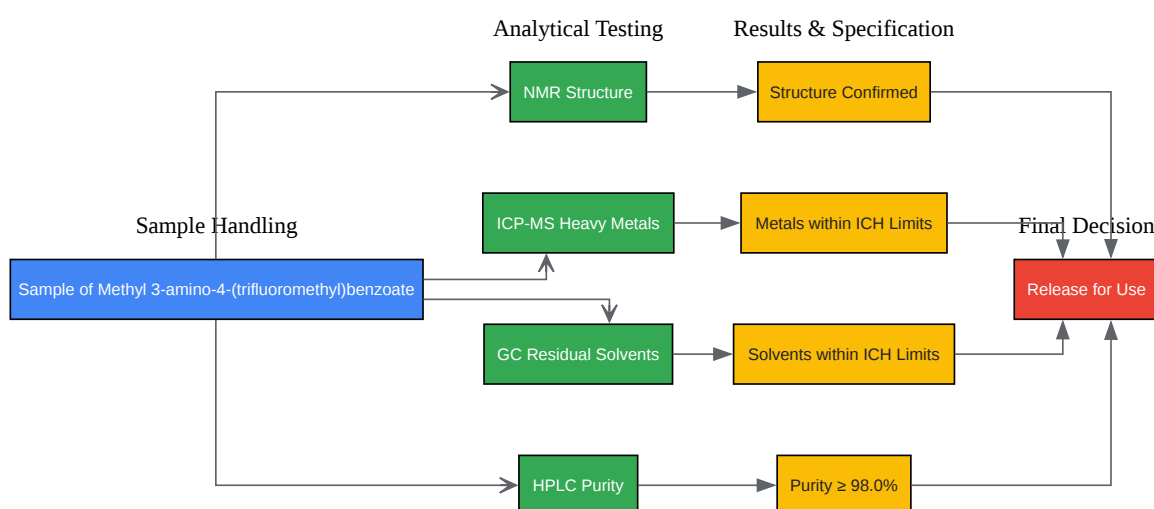 Analytical Testing
Results & Specification
NMR Structure
Structure Confirmed
Sample Handling
ICP-MS Heavy Metals
Metals within ICH Limits
Final Decision
Sample of Methyl 3-amino-4-(trifluoromethyl)benzoate
Release for Use
GC Residual Solvents
Solvents within ICH Limits
HPLC Purity
Purity ≥ 98.0%